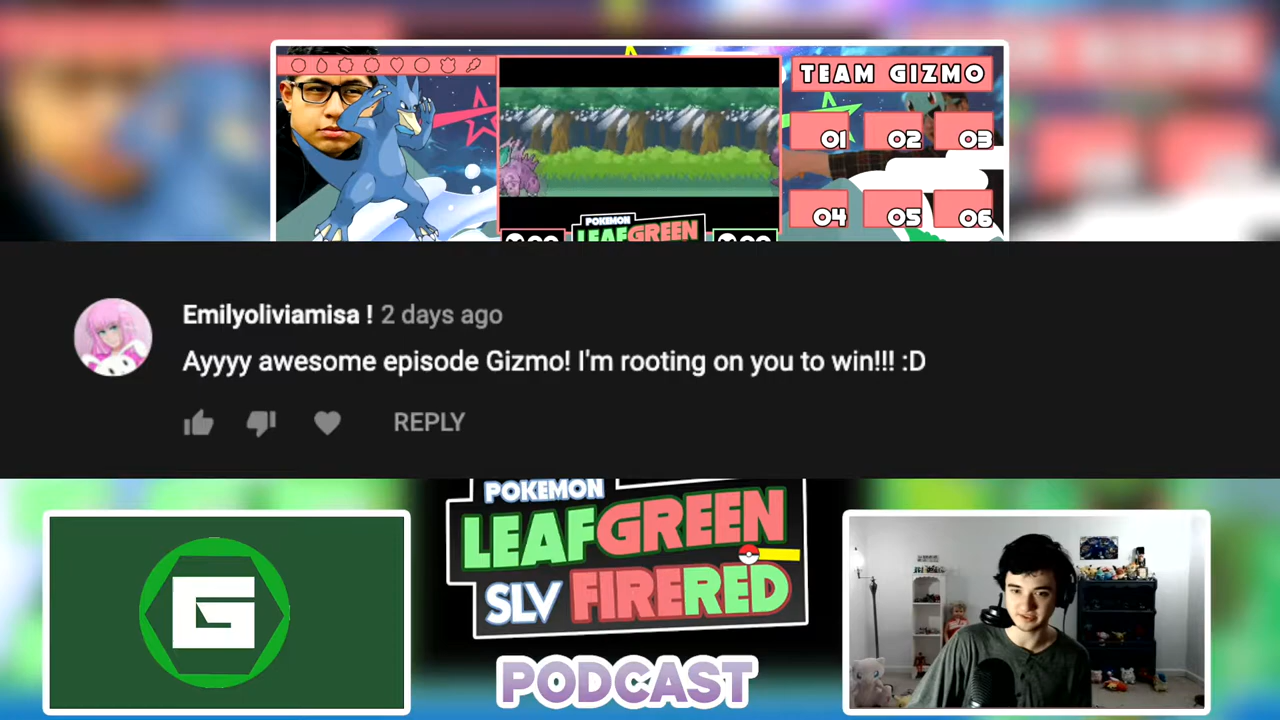 TEAM GIZMO
01 02 03
04 05 06
POKEMON
LEAFGREEN
Emilyoliviamisa ! 2 days ago
Ayyyy awesome episode Gizmo! I'm rooting on you to win!!! :D
REPLY
POKEMON
LEAFGREEN
SLV FIRERED
PODCAST
G